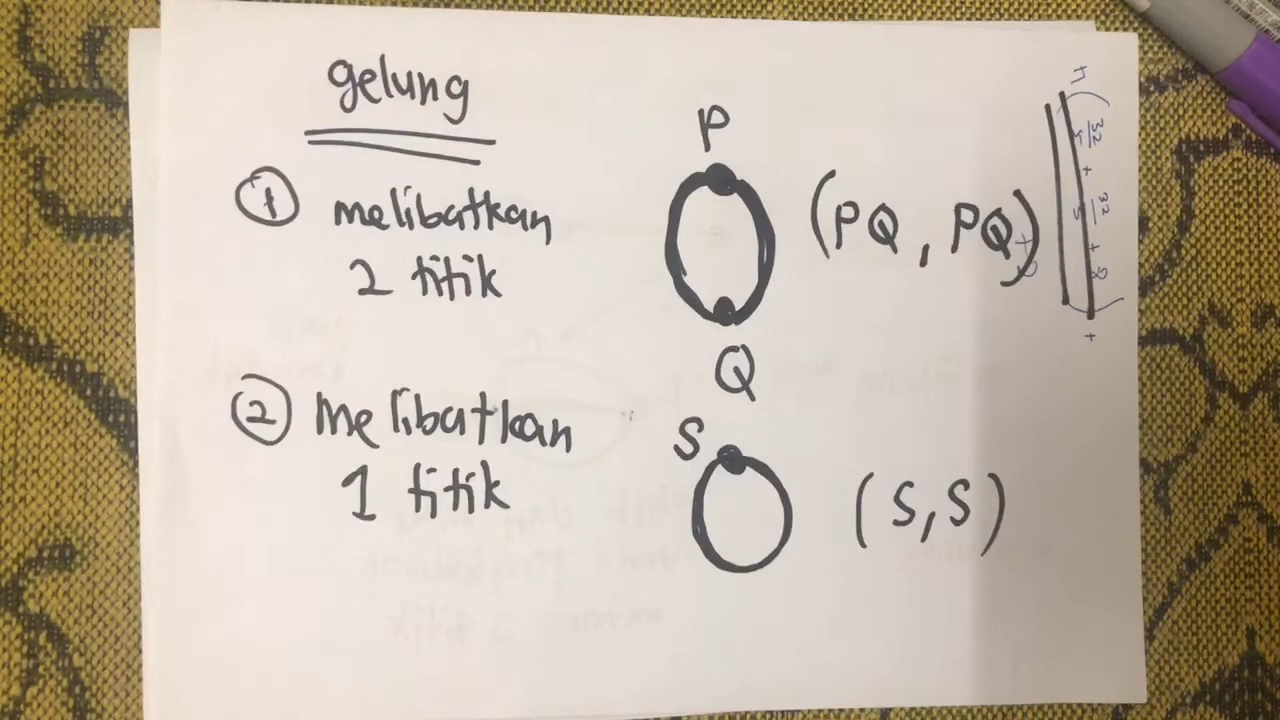 gelung
1 melibatkan
2 titik
P
(PQ, PQ)
Q
2 melibatkan
1 titik
S
(S,S)